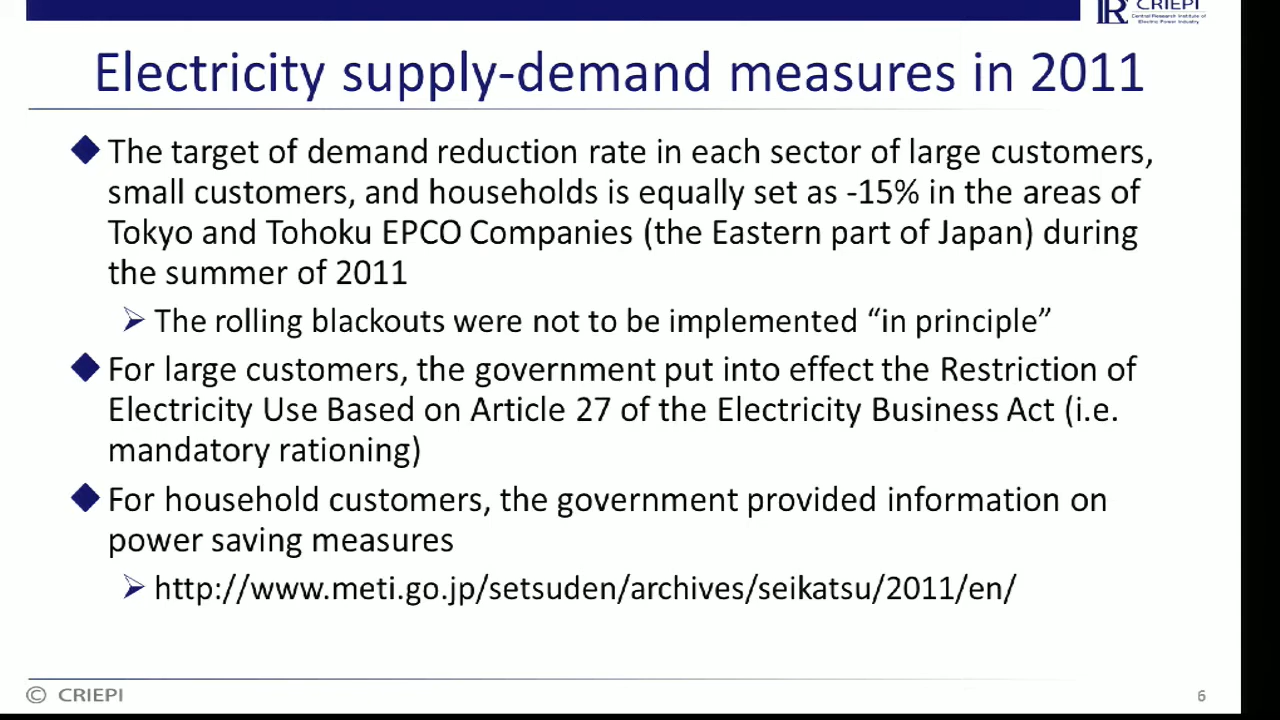 CRIEPI
Central Research Institute of
Electric Power Industry
Electricity supply-demand measures in 2011
The target of demand reduction rate in each sector of large customers,
small customers, and households is equally set as -15% in the areas of
Tokyo and Tohoku EPCO Companies (the Eastern part of Japan) during
the summer of 2011
The rolling blackouts were not to be implemented “in principle”
For large customers, the government put into effect the Restriction of
Electricity Use Based on Article 27 of the Electricity Business Act (i.e.
mandatory rationing)
For household customers, the government provided information on
power saving measures
http://www.meti.go.jp/setsuden/archives/seikatsu/2011/en/
© CRIEPI
6